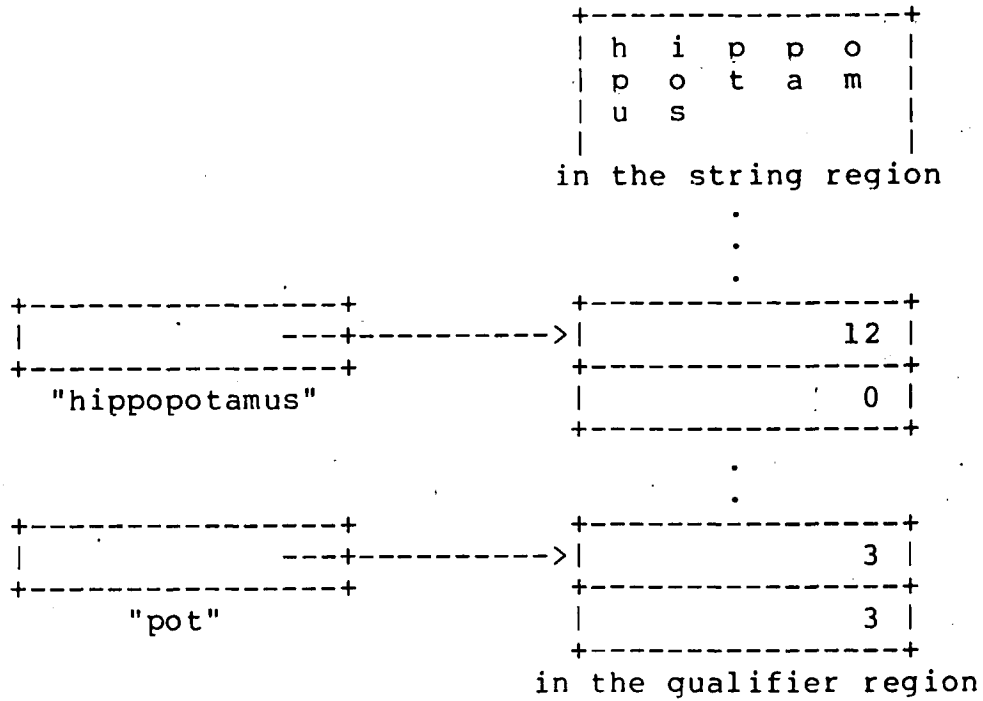 h i p p o
p o t a m
u s
in the string region
12
"hippopotamus"
0
3
"pot"
3
in the qualifier region